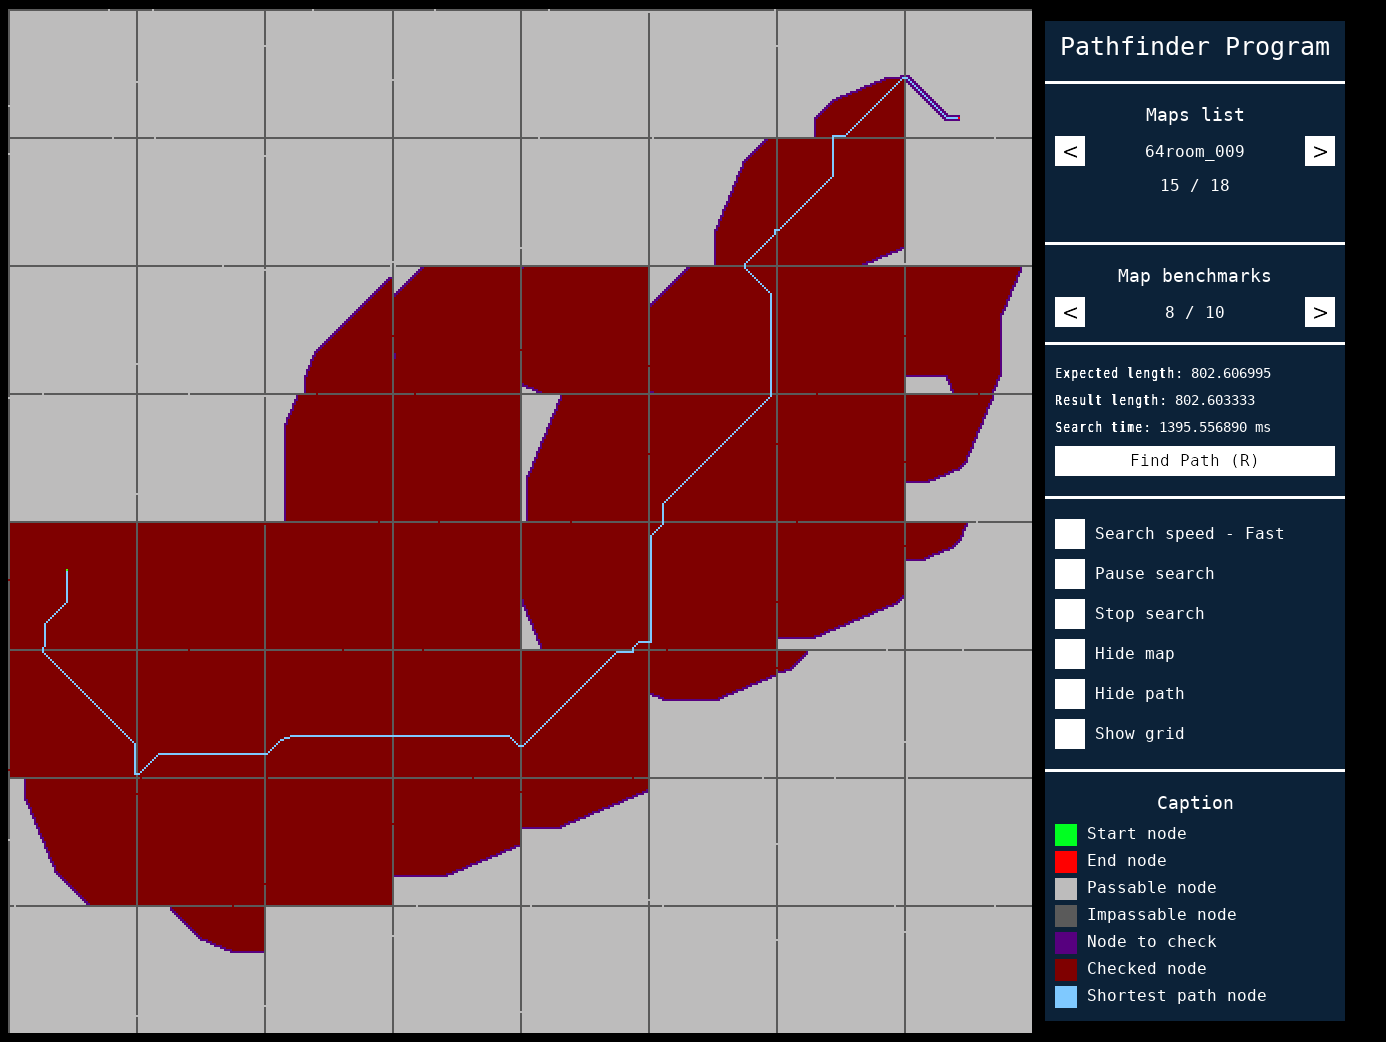 Pathfinder Program
Maps list
< 64room_009 >
15 / 18
Map benchmarks
< 8 / 10 >
Expected length: 802.606995
Result length: 802.603333
Search time: 1395.556890 ms
Find Path (R)
Search speed - Fast
Pause search
Stop search
Hide map
Hide path
Show grid
Caption
Start node
End node
Passable node
Impassable node
Node to check
Checked node
Shortest path node